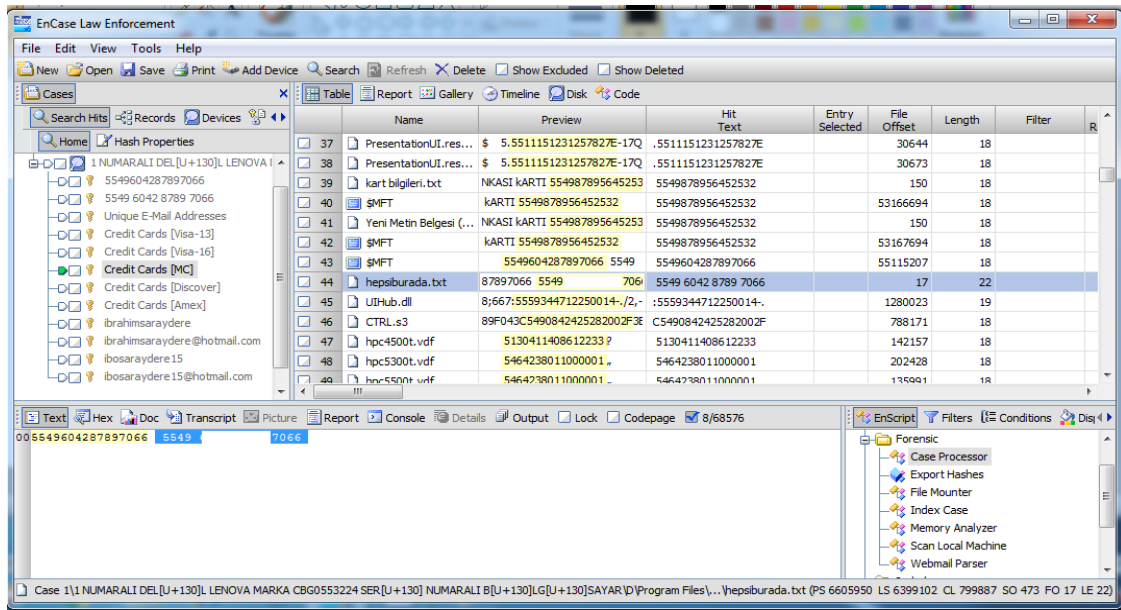 EnCase Law Enforcement
File Edit View Tools Help
New Open Save Print Add Device Search Refresh Delete Show Excluded Show Deleted
Cases
Table Report Gallery Timeline Disk Code
Search Hits Records Devices
Home Hash Properties
Name Preview Hit Text Entry Selected File Offset Length Filter R
1 NUMARALI DEL[U+130]L LENOVA
5549604287897066
5549 6042 8789 7066
Unique E-Mail Addresses
Credit Cards [Visa-13]
Credit Cards [Visa-16]
Credit Cards [MC]
Credit Cards [Discover]
Credit Cards [Amex]
ibrahimsaraydere
ibrahimsaraydere@hotmail.com
ibosaraydere15
ibosaraydere15@hotmail.com
37 PresentationUI.res... $ 5.5511151231257827E-17Q .5511151231257827E 30644 18
38 PresentationUI.res... $ 5.5511151231257827E-17Q .5511151231257827E 30673 18
39 kart bilgileri.txt NKASI kARTI 554987895645253 5549878956452532 150 18
40 $MFT kARTI 5549878956452532 5549878956452532 53166694 18
41 Yeni Metin Belgesi (... NKASI kARTI 554987895645253 5549878956452532 150 18
42 $MFT kARTI 5549878956452532 5549878956452532 53167694 18
43 $MFT 5549604287897066 5549 5549604287897066 55115207 18
44 hepsiburada.txt 87897066 5549 706 5549 6042 8789 7066 17 22
45 UIHub.dll 8;667:5559344712250014-./2,- :5559344712250014-. 1280023 19
46 CTRL.s3 89F043C5490842425282002F3E C5490842425282002F 788171 18
47 hpc4500t.vdf 5130411408612233 ? 5130411408612233 142157 18
48 hpc5300t.vdf 5464238011000001 „ 5464238011000001 202428 18
49 hpc5500t.vdf 5464238011000001 „ 5464238011000001 135991 18
Text Hex Doc Transcript Picture Report Console Details Output Lock Codepage 8/68576
EnScript Filters Conditions Disp
005549604287897066 5549 7066
Forensic
Case Processor
Export Hashes
File Mounter
Index Case
Memory Analyzer
Scan Local Machine
Webmail Parser
Case 1\1 NUMARALI DEL[U+130]L LENOVA MARKA CBG0553224 SER[U+130] NUMARALI B[U+130]LG[U+130]SAYAR\D\Program Files\...\hepsiburada.txt (PS 6605950 LS 6399102 CL 799887 SO 473 FO 17 LE 22)